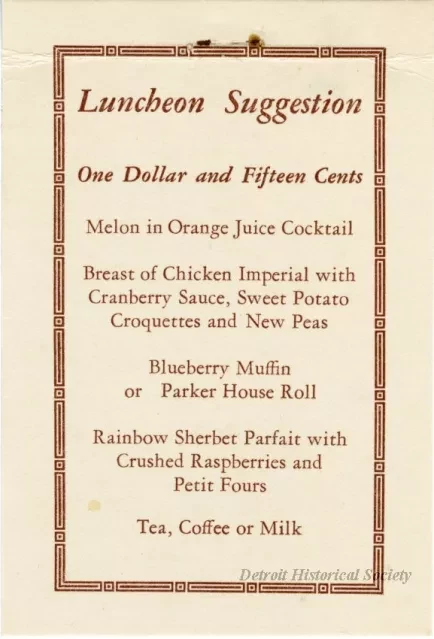 Luncheon Suggestion
One Dollar and Fifteen Cents
Melon in Orange Juice Cocktail
Breast of Chicken Imperial with
Cranberry Sauce, Sweet Potato
Croquettes and New Peas
Blueberry Muffin
or Parker House Roll
Rainbow Sherbet Parfait with
Crushed Raspberries and
Petit Fours
Tea, Coffee or Milk
Detroit Historical Society